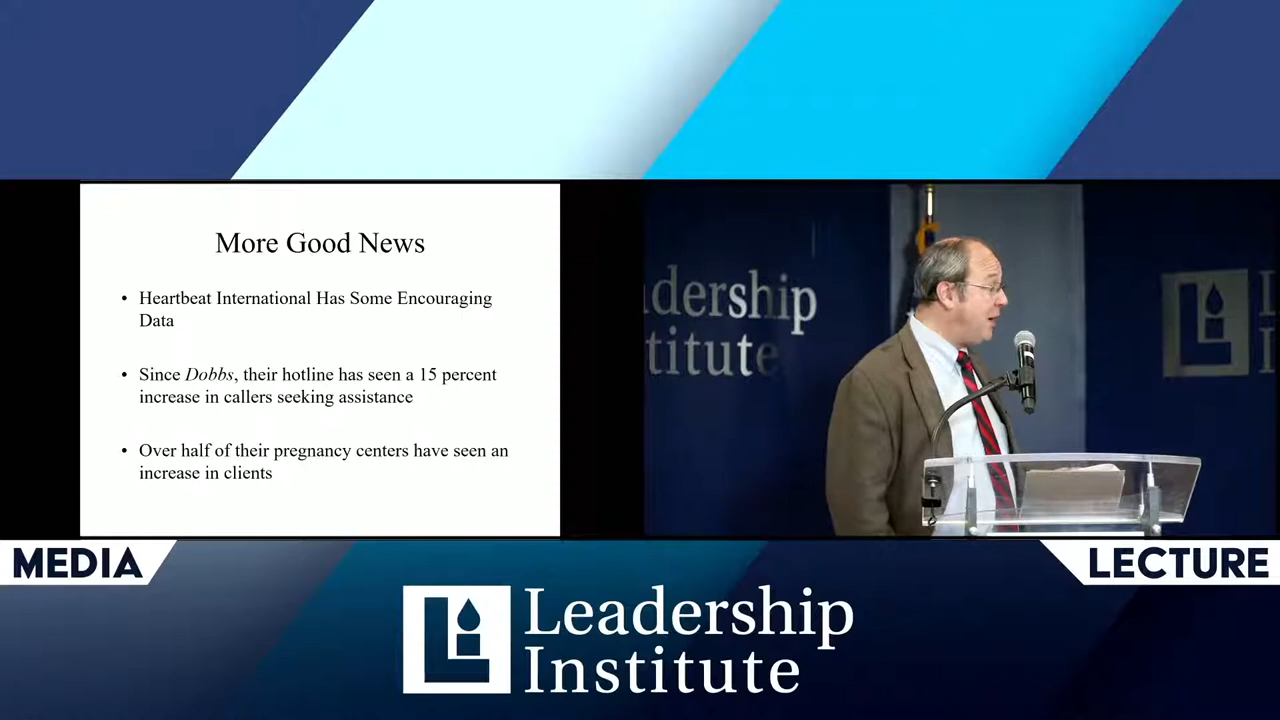 More Good News
• Heartbeat International Has Some Encouraging
Data
• Since Dobbs, their hotline has seen a 15 percent
increase in callers seeking assistance
• Over half of their pregnancy centers have seen an
increase in clients
dership
titute
MEDIA
LECTURE
Leadership
Institute